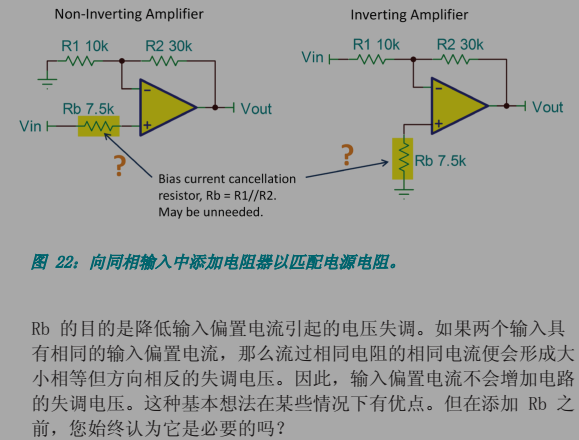 Non-Inverting Amplifier
Inverting Amplifier
R1 10k
R2 30k
Vin
R1 10k
R2 30k
Rb 7.5k
Vout
Vout
Vin
Rb 7.5k
?
?
Bias current cancellation
resistor, Rb = R1//R2.
May be unneeded.
图 22: 向同相输入中添加电阻器以匹配电源电阻。
Rb 的目的是降低输入偏置电流引起的电压失调。如果两个输入具
有相同的输入偏置电流，那么流过相同电阻的相同电流便会形成大
小相等但方向相反的失调电压。因此，输入偏置电流不会增加电路
的失调电压。这种基本想法在某些情况下有优点。但在添加 Rb 之
前，您始终认为它是必要的吗？